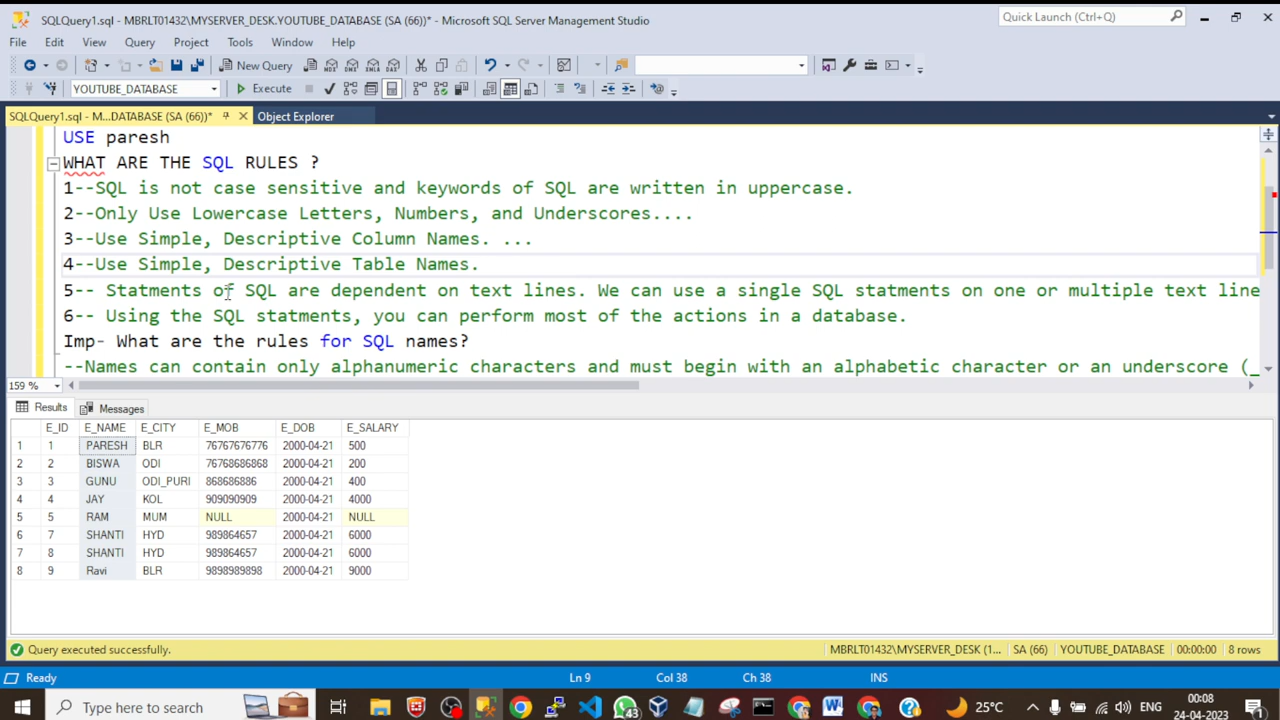 SQLQuery1.sql - MBRLT01432\MYSERVER_DESK.YOUTUBE_DATABASE (SA (66))* - Microsoft SQL Server Management Studio
Quick Launch (Ctrl+Q)
File Edit View Query Project Tools Window Help
New Query
YOUTUBE_DATABASE Execute
SQLQuery1.sql - M...DATABASE (SA (66))* Object Explorer
USE paresh
WHAT ARE THE SQL RULES ?
1--SQL is not case sensitive and keywords of SQL are written in uppercase.
2--Only Use Lowercase Letters, Numbers, and Underscores....
3--Use Simple, Descriptive Column Names. ...
4--Use Simple, Descriptive Table Names.
5-- Statments of SQL are dependent on text lines. We can use a single SQL statments on one or multiple text line
6-- Using the SQL statments, you can perform most of the actions in a database.
Imp- What are the rules for SQL names?
--Names can contain only alphanumeric characters and must begin with an alphabetic character or an underscore (_
159 %
Results Messages
E_ID E_NAME E_CITY E_MOB E_DOB E_SALARY
1 1 PARESH BLR 76767676776 2000-04-21 500
2 2 BISWA ODI 76768686868 2000-04-21 200
3 3 GUNU ODI_PURI 868686886 2000-04-21 400
4 4 JAY KOL 909090909 2000-04-21 4000
5 5 RAM MUM NULL 2000-04-21 NULL
6 7 SHANTI HYD 989864657 2000-04-21 6000
7 8 SHANTI HYD 989864657 2000-04-21 6000
8 9 Ravi BLR 9898989898 2000-04-21 9000
Query executed successfully. MBRLT01432\MYSERVER_DESK (1... SA (66) YOUTUBE_DATABASE 00:00:00 8 rows
Ready Ln 9 Col 38 Ch 38 INS
Type here to search 43 25°C ENG 00:08
24-04-2023 1